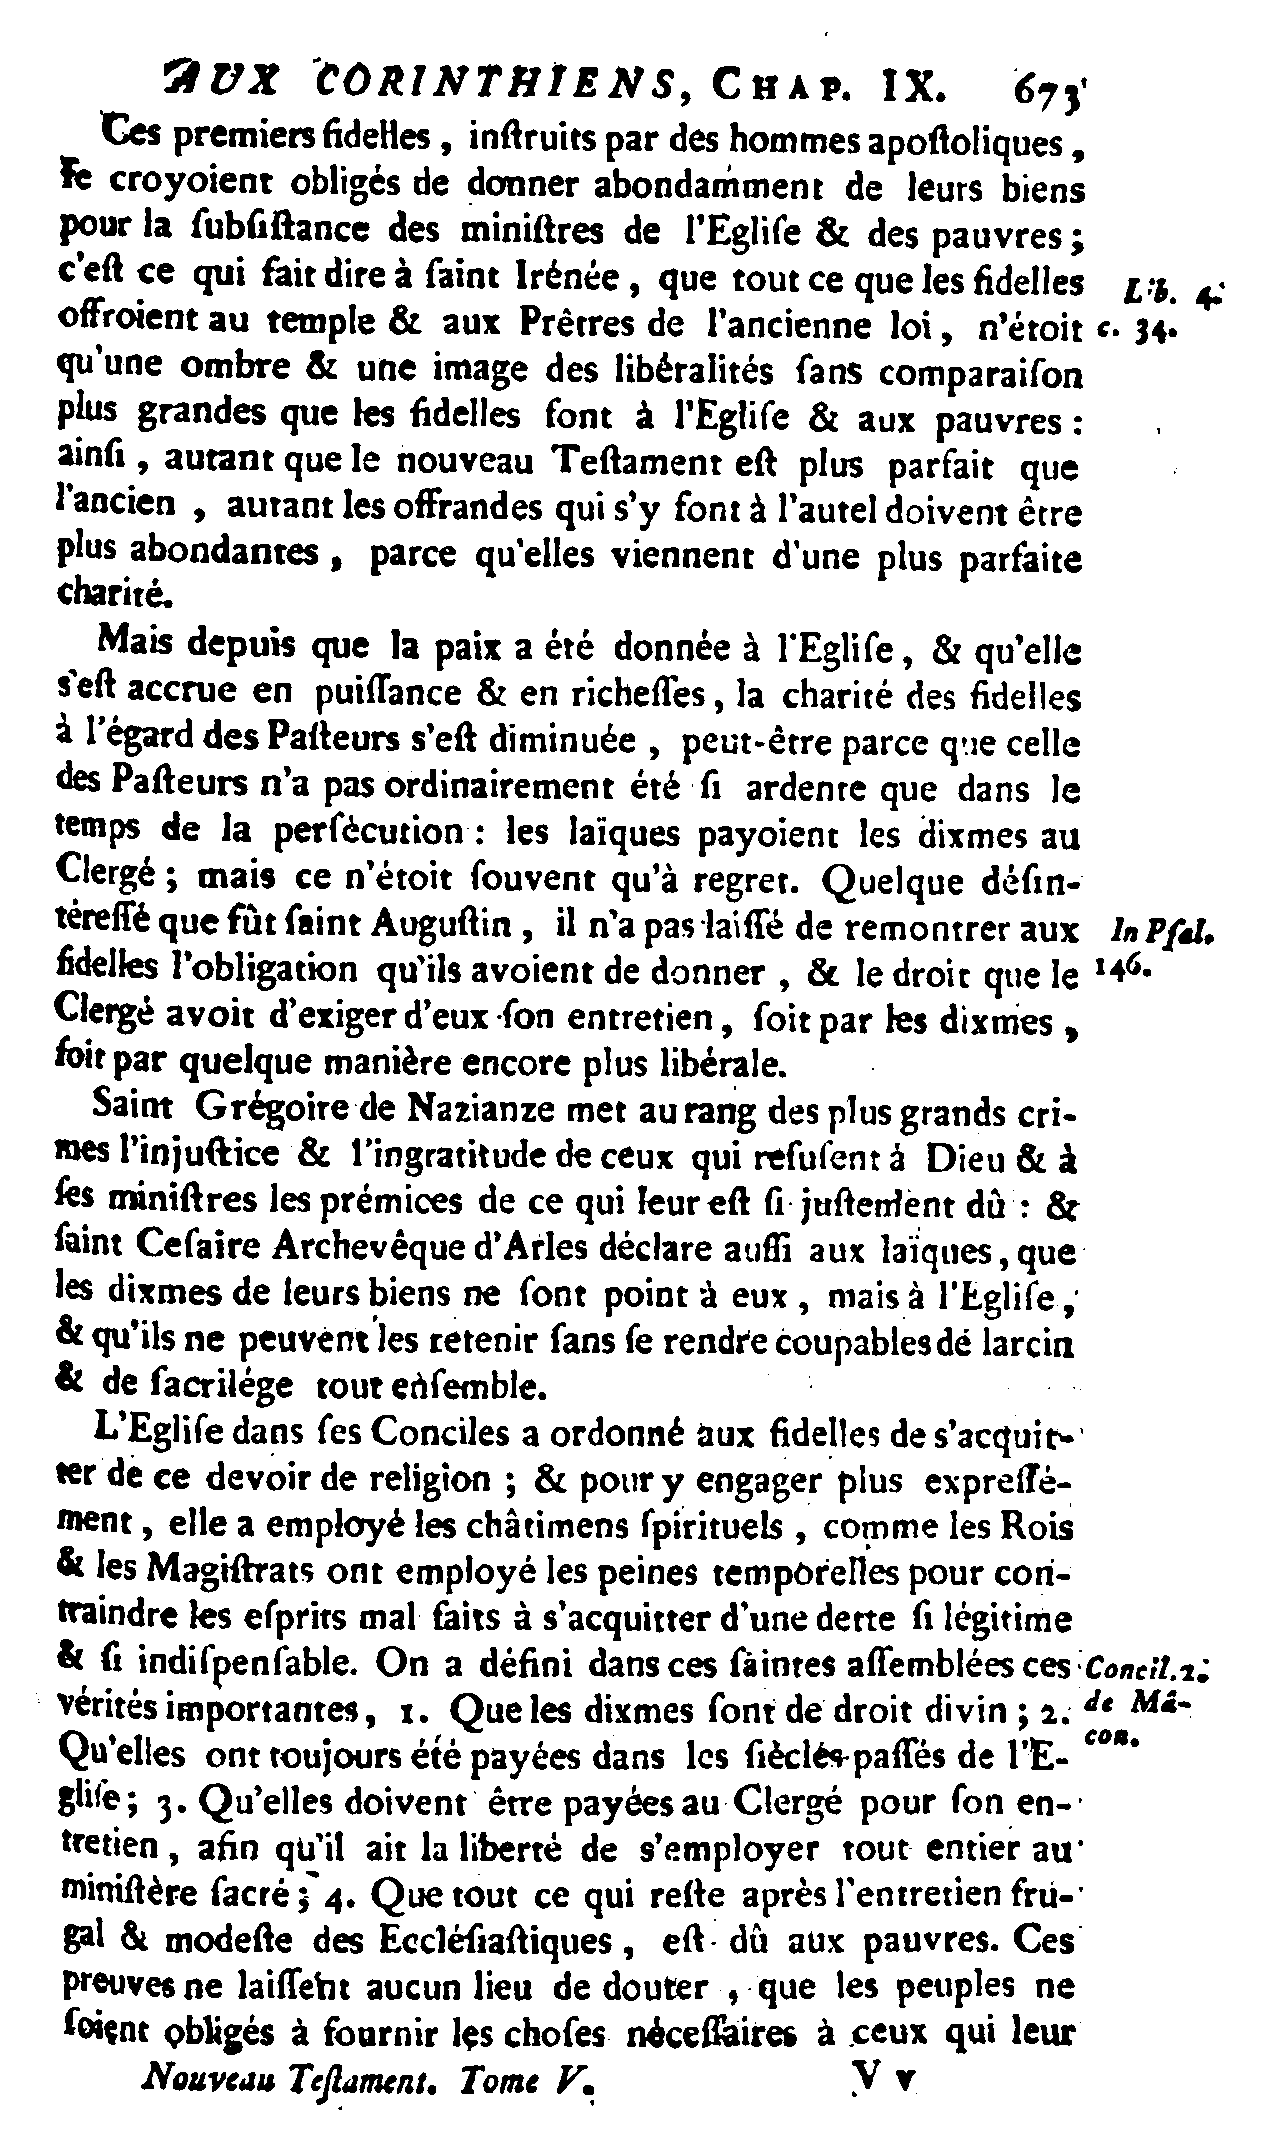 AUX CORINTHIENS, CHAP. IX. 673
Ces premiers fidelles, inſtruits par des hommes apoſtoliques,
ſe croyoient obligés de donner abondamment de leurs biens
pour la ſubſiſtance des miniſtres de l'Egliſe & des pauvres;
c'eſt ce qui fait dire à ſaint Irénée, que tout ce que les fidelles Lib. 4.
offroient au temple & aux Prêtres de l'ancienne loi, n'étoit c. 34.
qu'une ombre & une image des libéralités ſans comparaiſon
plus grandes que les fidelles font à l'Egliſe & aux pauvres:
ainſi, autant que le nouveau Teſtament eſt plus parfait que
l'ancien, autant les offrandes qui s'y font à l'autel doivent être
plus abondantes, parce qu'elles viennent d'une plus parfaite
charité.
Mais depuis que la paix a été donnée à l'Egliſe, & qu'elle
s'eſt accrue en puiſſance & en richeſſes, la charité des fidelles
à l'égard des Paſteurs s'eſt diminuée, peut-être parce que celle
des Paſteurs n'a pas ordinairement été ſi ardente que dans le
temps de la perſécution: les laïques payoient les dixmes au
Clergé; mais ce n'étoit ſouvent qu'à regret. Quelque déſin-
téreſſé que fût ſaint Auguſtin, il n'a pas laiſſé de remontrer aux In Pſal.
fidelles l'obligation qu'ils avoient de donner, & le droit que le 146.
Clergé avoit d'exiger d'eux ſon entretien, ſoit par les dixmes,
ſoit par quelque manière encore plus libérale.
Saint Grégoire de Nazianze met au rang des plus grands cri-
mes l'injuſtice & l'ingratitude de ceux qui refuſent à Dieu & à
ſes miniſtres les prémices de ce qui leur eſt ſi juſtement dû: &
ſaint Ceſaire Archevêque d'Arles déclare auſſi aux laïques, que
les dixmes de leurs biens ne ſont point à eux, mais à l'Egliſe,
& qu'ils ne peuvent les retenir ſans ſe rendre coupables de larcin
& de ſacrilége tout enſemble.
L'Egliſe dans ſes Conciles a ordonné aux fidelles de s'acquit-
ter de ce devoir de religion; & pour y engager plus expreſſé-
ment, elle a employé les châtimens ſpirituels, comme les Rois
& les Magiſtrats ont employé les peines temporelles pour con-
traindre les eſprits mal faits à s'acquitter d'une dette ſi légitime
& ſi indiſpenſable. On a défini dans ces ſaintes aſſemblées ces Concil. 2.
vérités importantes, 1. Que les dixmes ſont de droit divin; 2. de Mâ-
Qu'elles ont toujours été payées dans les ſiècles paſſés de l'E- con.
gliſe; 3. Qu'elles doivent être payées au Clergé pour ſon en-
tretien, afin qu'il ait la liberté de s'employer tout entier au
miniſtère ſacré; 4. Que tout ce qui reſte après l'entretien fru-
gal & modeſte des Eccléſiaſtiques, eſt dû aux pauvres. Ces
preuves ne laiſſent aucun lieu de douter, que les peuples ne
ſoient obligés à fournir les choſes néceſſaires à ceux qui leur
Nouveau Teſtament. Tome V. V v